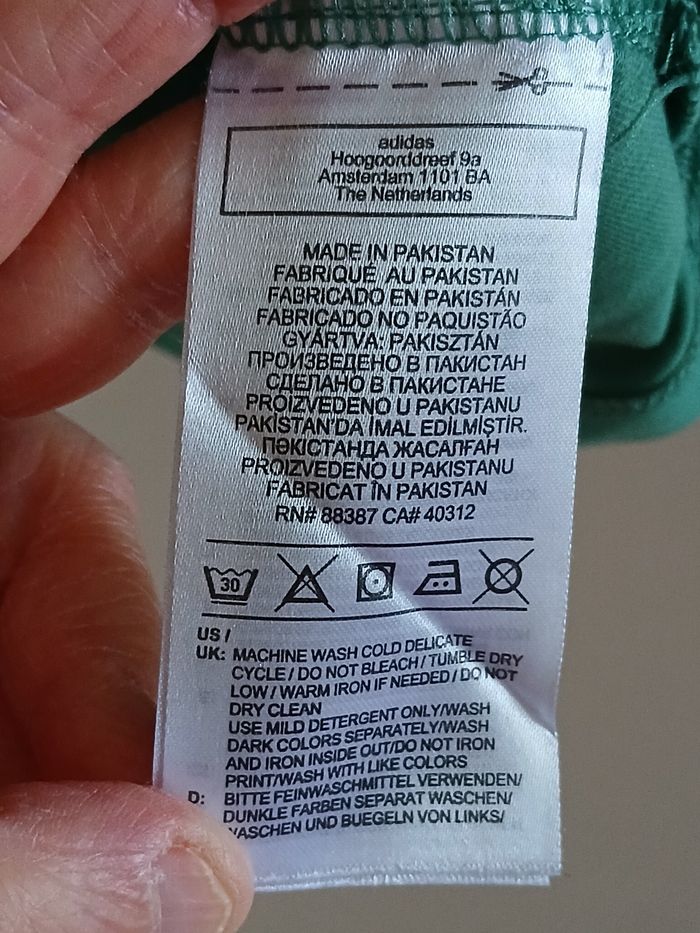 adidas
Hoogoorddreef 9a
Amsterdam 1101 BA
The Netherlands
MADE IN PAKISTAN
FABRIQUÉ AU PAKISTAN
FABRICADO EN PAKISTÁN
FABRICADO NO PAQUISTÃO
GYÁRTVA: PAKISZTÁN
ПРОИЗВЕДЕНО В ПАКИСТАН
СДЕЛАНО В ПАКИСТАНЕ
PROIZVEDENO U PAKISTANU
PAKİSTAN'DA İMAL EDİLMİŞTİR.
ПӘКІСТАНДА ЖАСАЛҒАН
PROIZVEDENO U PAKISTANU
FABRICAT ÎN PAKISTAN
RN# 88387 CA# 40312
30
US /
UK: MACHINE WASH COLD DELICATE
CYCLE / DO NOT BLEACH / TUMBLE DRY
LOW / WARM IRON IF NEEDED / DO NOT
DRY CLEAN
USE MILD DETERGENT ONLY/WASH
DARK COLORS SEPARATELY/WASH
AND IRON INSIDE OUT/DO NOT IRON
PRINT/WASH WITH LIKE COLORS
D: BITTE FEINWASCHMITTEL VERWENDEN/
DUNKLE FARBEN SEPARAT WASCHEN/
WASCHEN UND BUEGELN VON LINKS/